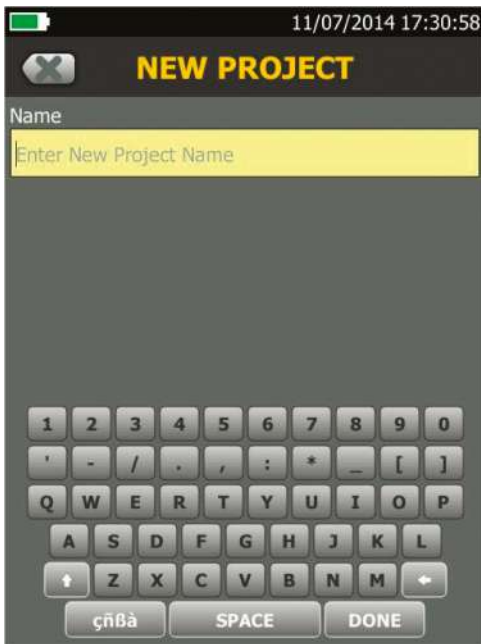 11/07/2014 17:30:58
NEW PROJECT
Name
Enter New Project Name
1 2 3 4 5 6 7 8 9 0
' - / . , : * _ [ ]
Q W E R T Y U I O P
A S D F G H J K L
Z X C V B N M
çñßà SPACE DONE